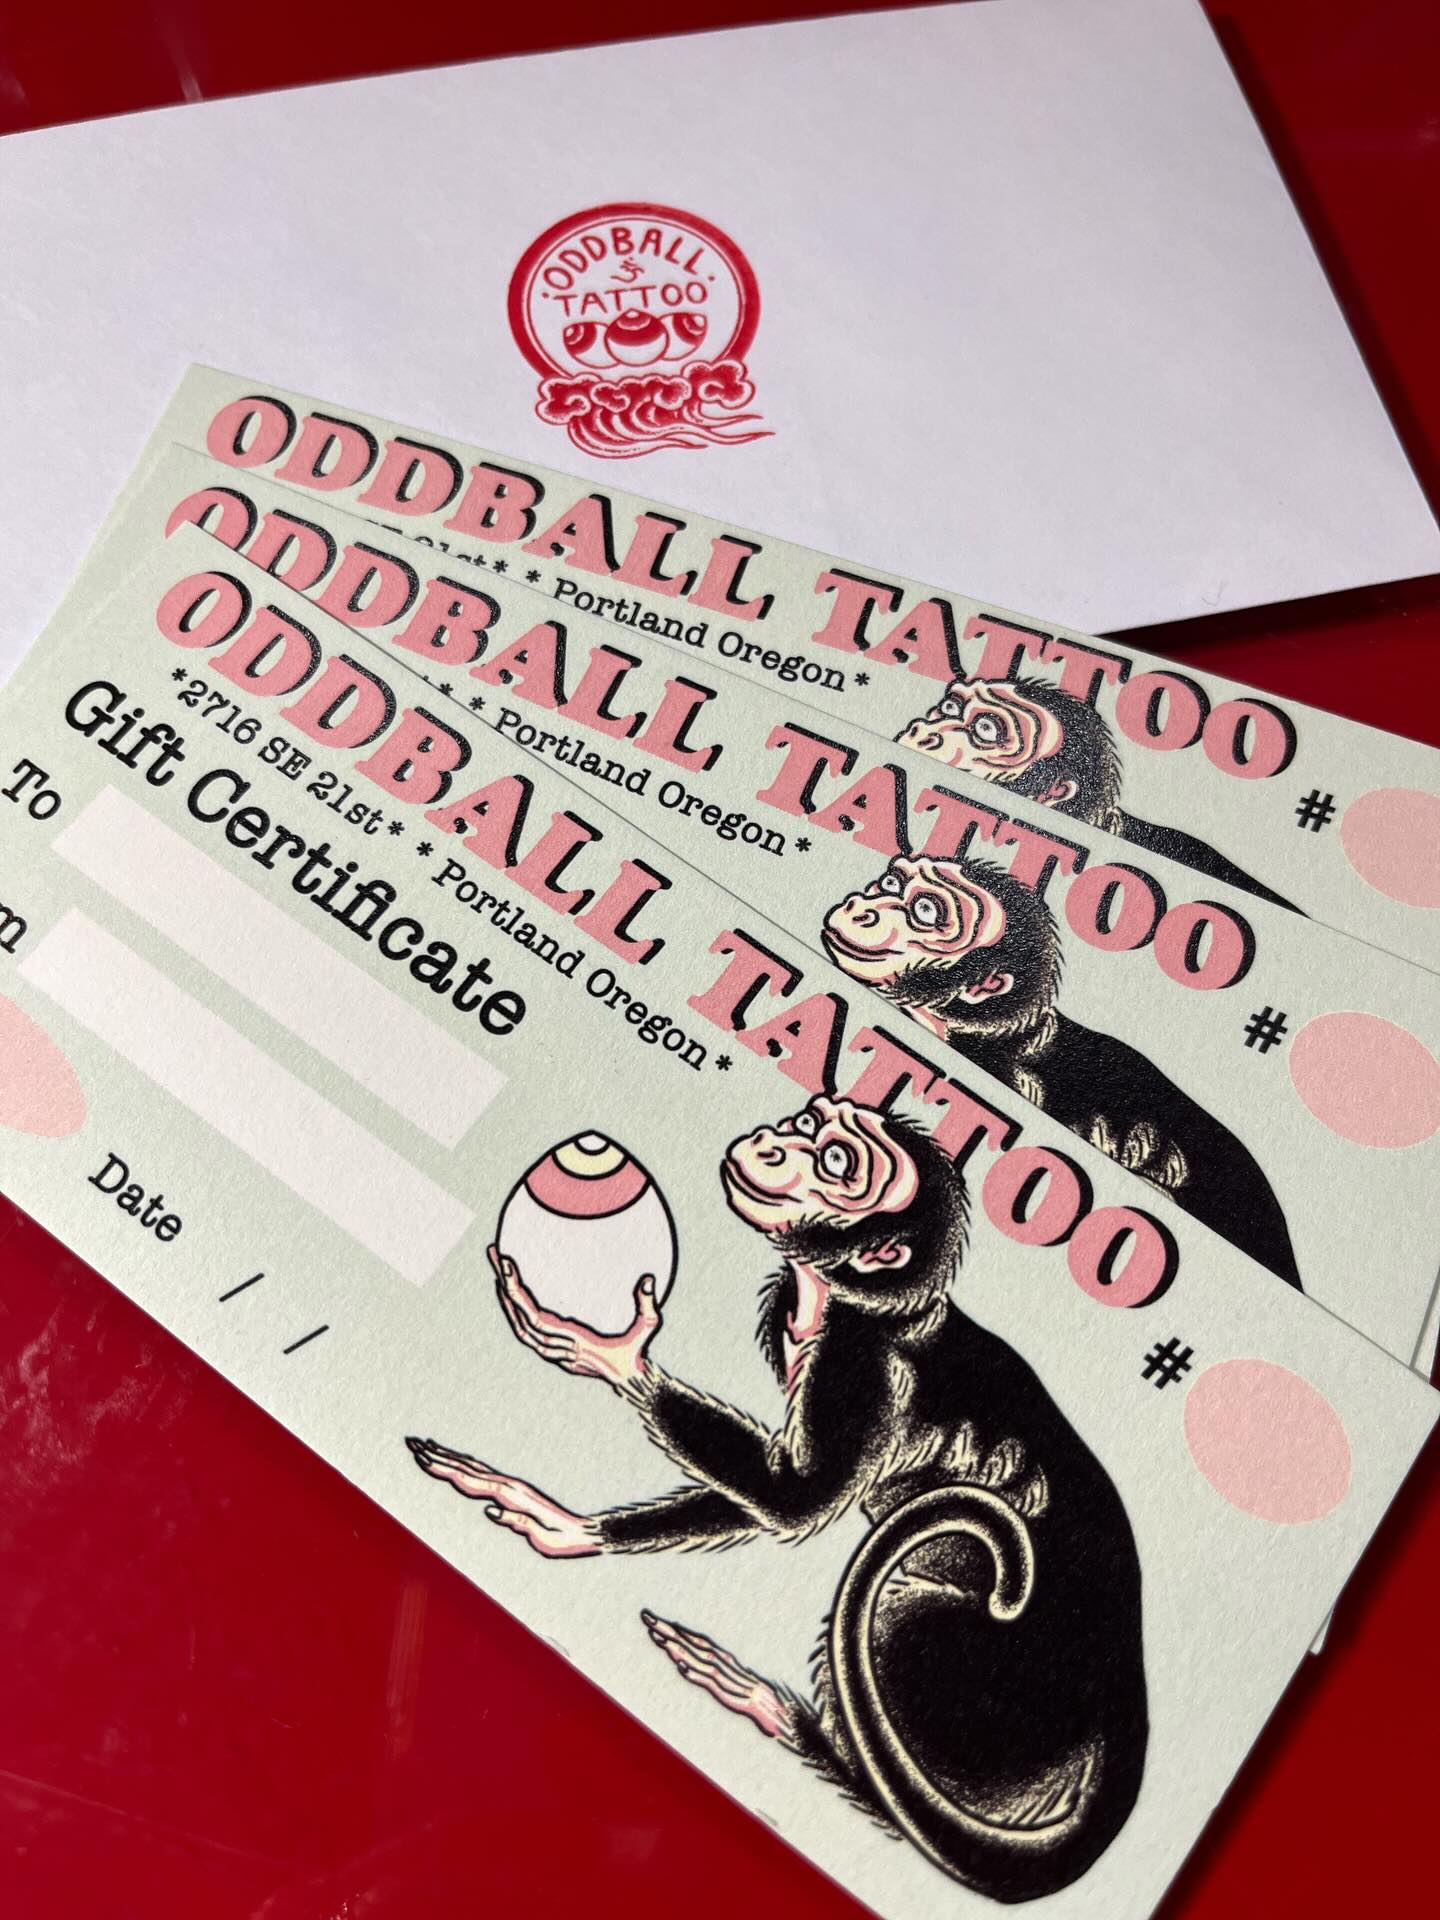 ·ODDBALL·
ૐ
TATTOO
ODDBALL TATTOO
21st * * Portland Oregon *
#
ODDBALL TATTOO
* * Portland Oregon *
#
ODDBALL TATTOO
*2716 SE 21st * * Portland Oregon *
Gift Certificate
To
m
Date / /
#